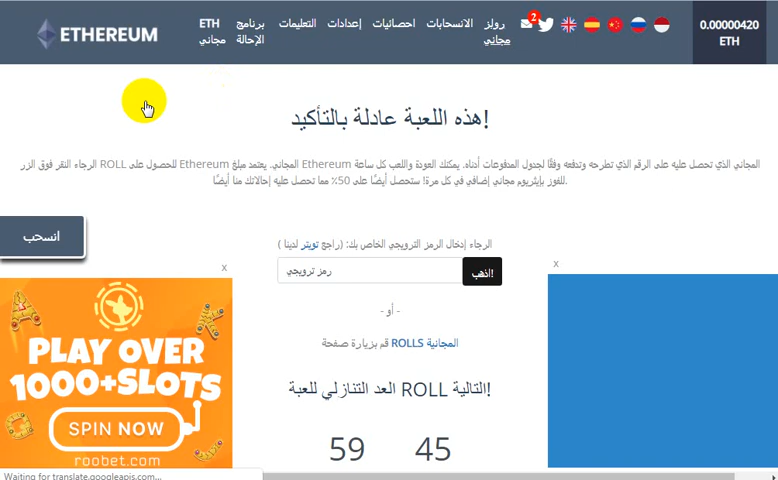 ETHEREUM
ETH
مجاني
برنامج
الإحالة
التعليمات
إعدادات
احصائيات
الانسحابات
رولز
مجاني
2
0.00000420
ETH
هذه اللعبة عادلة بالتأكيد!
الرجاء النقر فوق الزر ROLL للحصول على Ethereum المجاني. يمكنك العودة واللعب كل ساعة Ethereum المجاني الذي تحصل عليه على الرقم الذي تطرحه وتدفعه وفقًا لجدول المدفوعات أدناه. يعتمد مبلغ
للفوز بإيثريوم مجاني إضافي في كل مرة! ستحصل أيضًا على 50٪ مما تحصل عليه إحالاتك منا أيضًا.
انسحب
الرجاء إدخال الرمز الترويجي الخاص بك: (راجع تويتر لدينا )
رمز ترويجي
اذهب!
- أو -
قم بزيارة صفحة ROLLS المجانية
العد التنازلي للعبة ROLL التالية!
59
45
x
x
PLAY OVER
1000+SLOTS
SPIN NOW
roobet.com
Waiting for translate.googleapis.com...